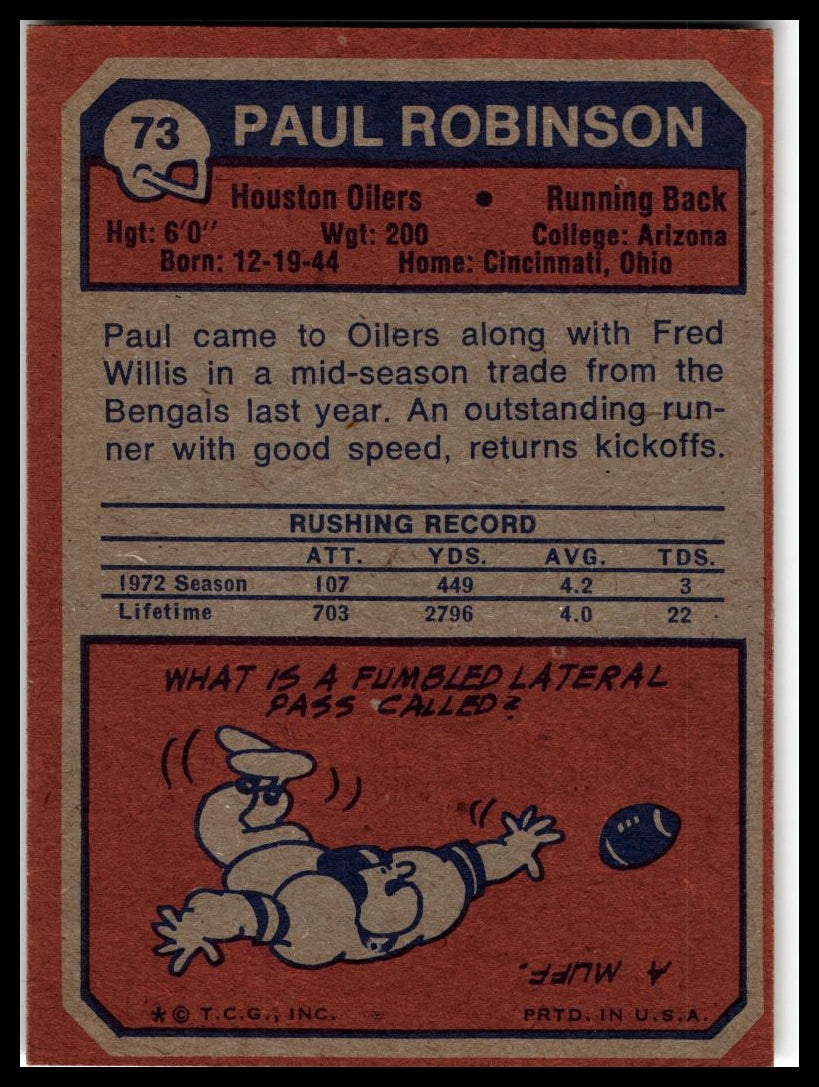 73 PAUL ROBINSON
Houston Oilers • Running Back
Hgt: 6'0" Wgt: 200 College: Arizona
Born: 12-19-44 Home: Cincinnati, Ohio
Paul came to Oilers along with Fred
Willis in a mid-season trade from the
Bengals last year. An outstanding run-
ner with good speed, returns kickoffs.
RUSHING RECORD
ATT. YDS. AVG. TDS.
1972 Season 107 449 4.2 3
Lifetime 703 2796 4.0 22
WHAT IS A FUMBLED LATERAL
PASS CALLED?
A MUFF.
*© T.C.G., INC. PRTD. IN U.S.A.